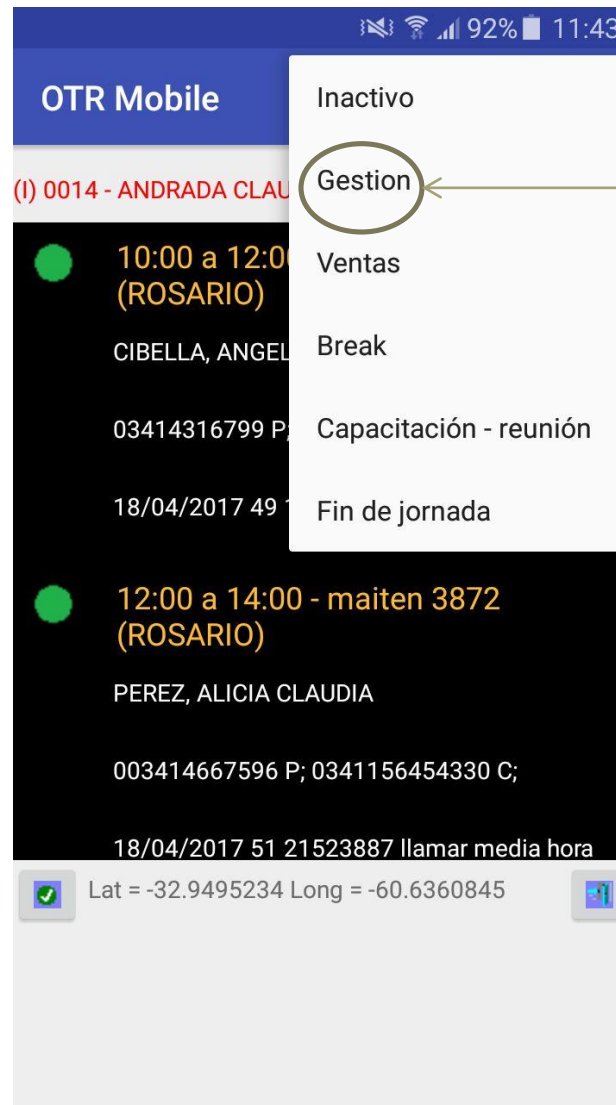 92% 11:43
OTR Mobile
Inactivo
(I) 0014 - ANDRADA CLAU
Gestion
10:00 a 12:00
(ROSARIO)
Ventas
CIBELLA, ANGEL
Break
03414316799 P;
Capacitación - reunión
18/04/2017 49
Fin de jornada
12:00 a 14:00 - maiten 3872
(ROSARIO)
PEREZ, ALICIA CLAUDIA
003414667596 P; 0341156454330 C;
18/04/2017 51 21523887 llamar media hora
Lat = -32.9495234 Long = -60.6360845